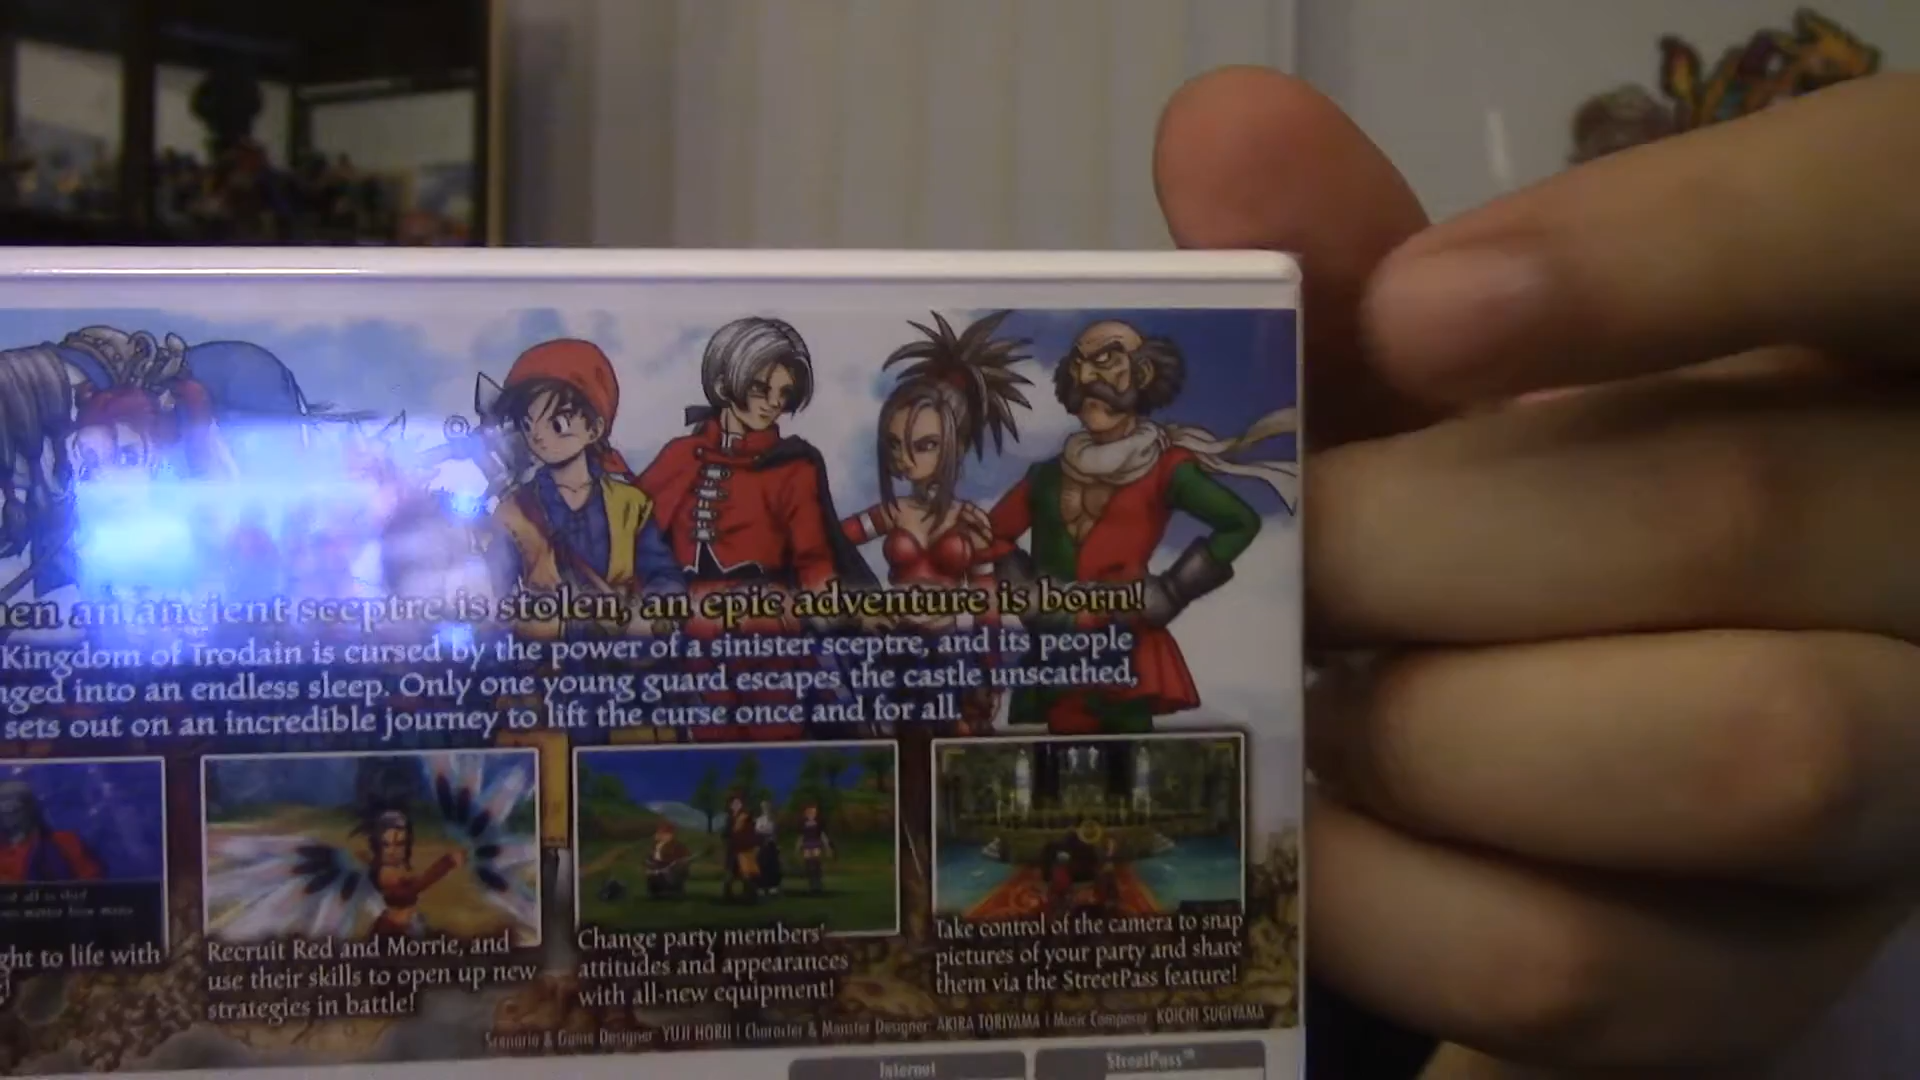 an ancient sceptre is stolen, an epic adventure is born!
Kingdom of Trodain is cursed by the power of a sinister sceptre, and its people
into an endless sleep. Only one young guard escapes the castle unscathed,
sets out on an incredible journey to lift the curse once and for all.
to life with
Recruit Red and Morrie, and
use their skills to open up new
strategies in battle!
Change party members'
attitudes and appearances
with all-new equipment!
Take control of the camera to snap
pictures of your party and share
them via the StreetPass feature!
Scenario & Game Designer: YUJI HORII | Character & Monster Designer: AKIRA TORIYAMA | Music Composer: KOICHI SUGIYAMA
Internet
StreetPass™